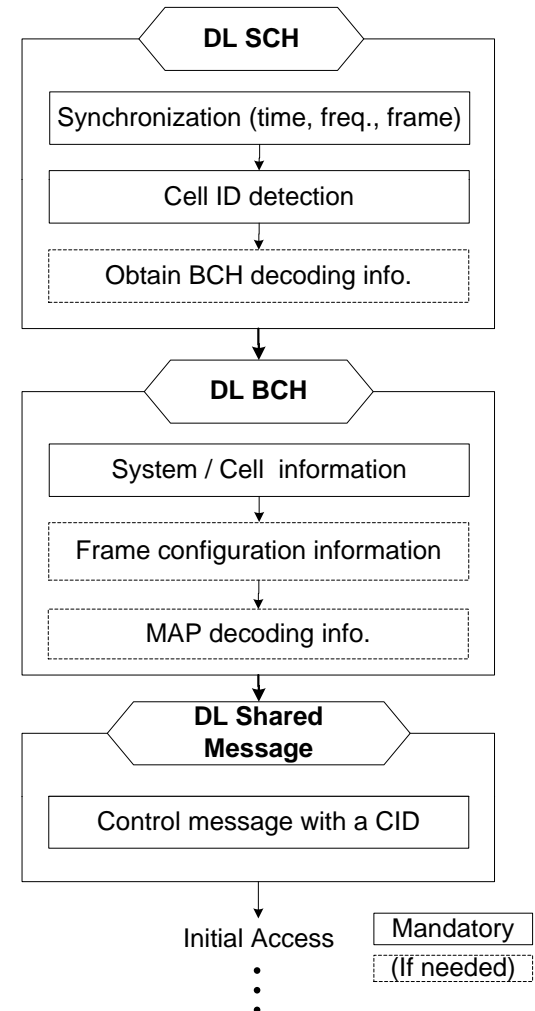 DL SCH
Synchronization (time, freq., frame)
Cell ID detection
Obtain BCH decoding info.
DL BCH
System / Cell information
Frame configuration information
MAP decoding info.
DL Shared
Message
Control message with a CID
Initial Access
Mandatory
(If needed)